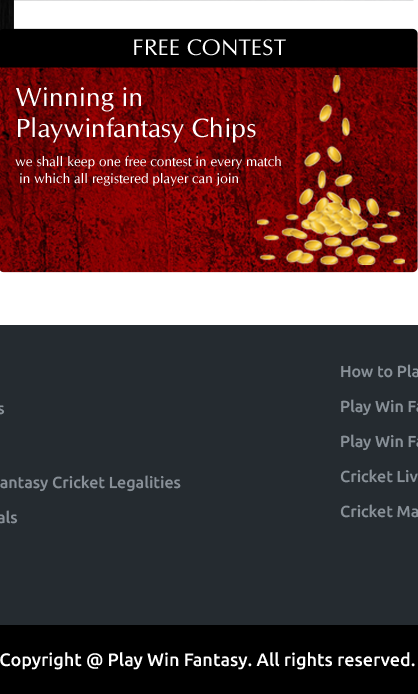 FREE CONTEST
Winning in
Playwinfantasy Chips
we shall keep one free contest in every match
in which all registered player can join
s
antasy Cricket Legalities
als
How to Pla
Play Win Fa
Play Win Fa
Cricket Liv
Cricket Ma
Copyright @ Play Win Fantasy. All rights reserved.